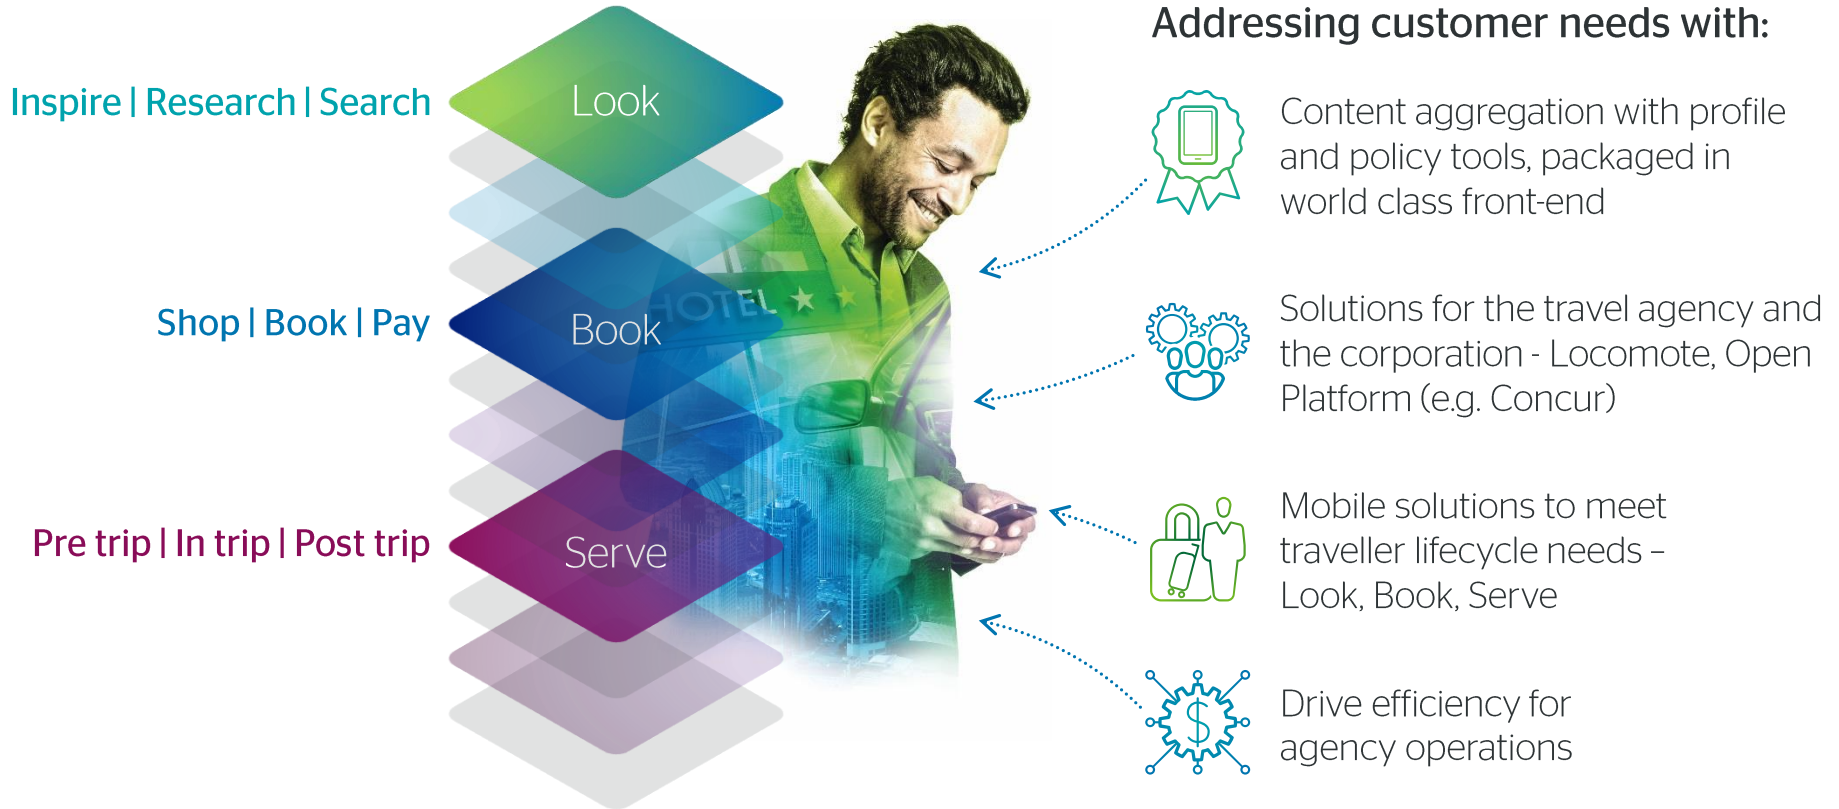 Inspire | Research | Search
Look
Shop | Book | Pay
HOTEL
Book
Pre trip | In trip | Post trip
Serve
Addressing customer needs with:
Content aggregation with profile
and policy tools, packaged in
world class front-end
Solutions for the travel agency and
the corporation - Locomote, Open
Platform (e.g. Concur)
Mobile solutions to meet
traveller lifecycle needs –
Look, Book, Serve
$
Drive efficiency for
agency operations